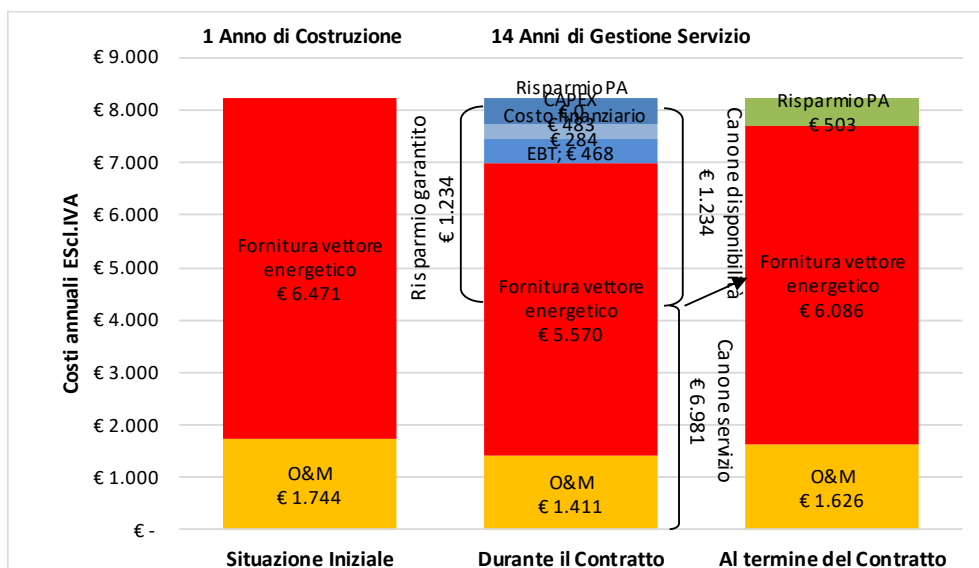 1 Anno di Costruzione
14 Anni di Gestione Servizio
Costi annuali EScl.IVA
€ 9.000
€ 8.000
€ 7.000
€ 6.000
€ 5.000
€ 4.000
€ 3.000
€ 2.000
€ 1.000
€ -
Fornitura vettore
energetico
€ 6.471
O&M
€ 1.744
Risparmio garantito
€ 1.234
Risparmio PA
€ 0
CAPEX
€ 483
Costo finanziario
€ 284
EBT; € 468
Fornitura vettore
energetico
€ 5.570
O&M
€ 1.411
Canone disponibilità
€ 1.234
Canone servizio
€ 6.981
Risparmio PA
€ 503
Fornitura vettore
energetico
€ 6.086
O&M
€ 1.626
Situazione Iniziale
Durante il Contratto
Al termine del Contratto